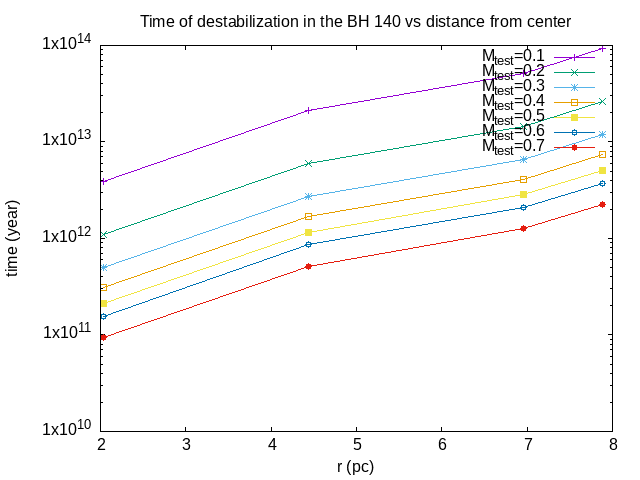 Time of destabilization in the BH 140 vs distance from center
1x10^14
1x10^13
1x10^12
1x10^11
1x10^10
time (year)
M_test=0.1
M_test=0.2
M_test=0.3
M_test=0.4
M_test=0.5
M_test=0.6
M_test=0.7
2 3 4 5 6 7 8
r (pc)